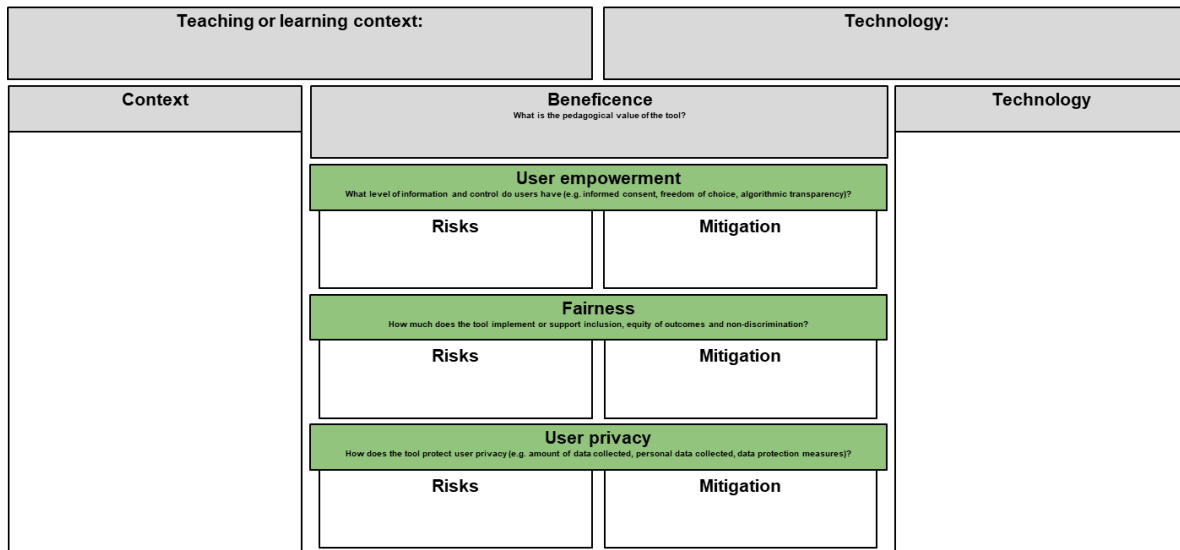 Teaching or learning context:
Technology:
Context
Beneficence
What is the pedagogical value of the tool?
Technology
User empowerment
What level of information and control do users have (e.g. informed consent, freedom of choice, algorithmic transparency)?
Risks
Mitigation
Fairness
How much does the tool implement or support inclusion, equity of outcomes and non-discrimination?
Risks
Mitigation
User privacy
How does the tool protect user privacy (e.g. amount of data collected, personal data collected, data protection measures)?
Risks
Mitigation